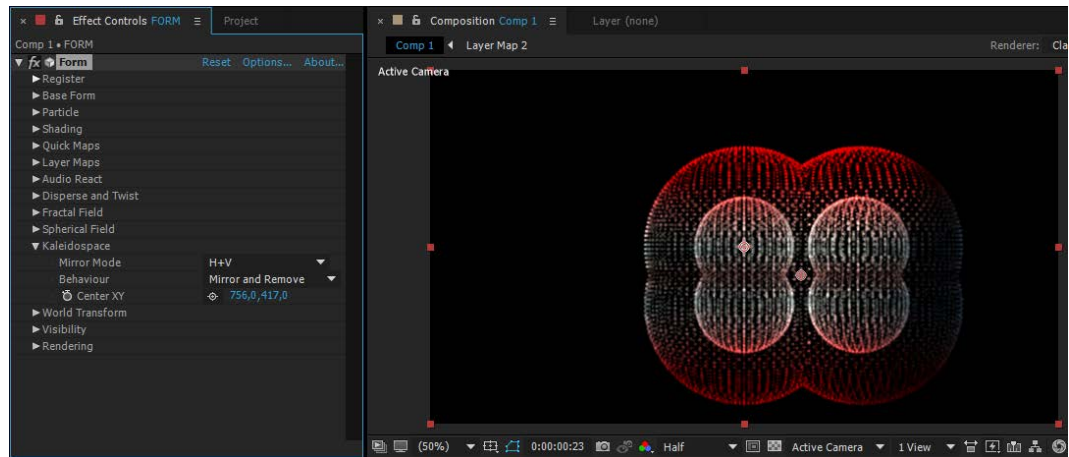 Effect Controls FORM
Project
Comp 1 • FORM
fx Form Reset Options... About...
Register
Base Form
Particle
Shading
Quick Maps
Layer Maps
Audio React
Disperse and Twist
Fractal Field
Spherical Field
Kaleidospace
Mirror Mode H+V
Behaviour Mirror and Remove
Center XY 756,0,417,0
World Transform
Visibility
Rendering
Composition Comp 1
Layer (none)
Comp 1 Layer Map 2
Renderer: Cla
Active Camera
(50%) 0:00:00:23 Half Active Camera 1 View